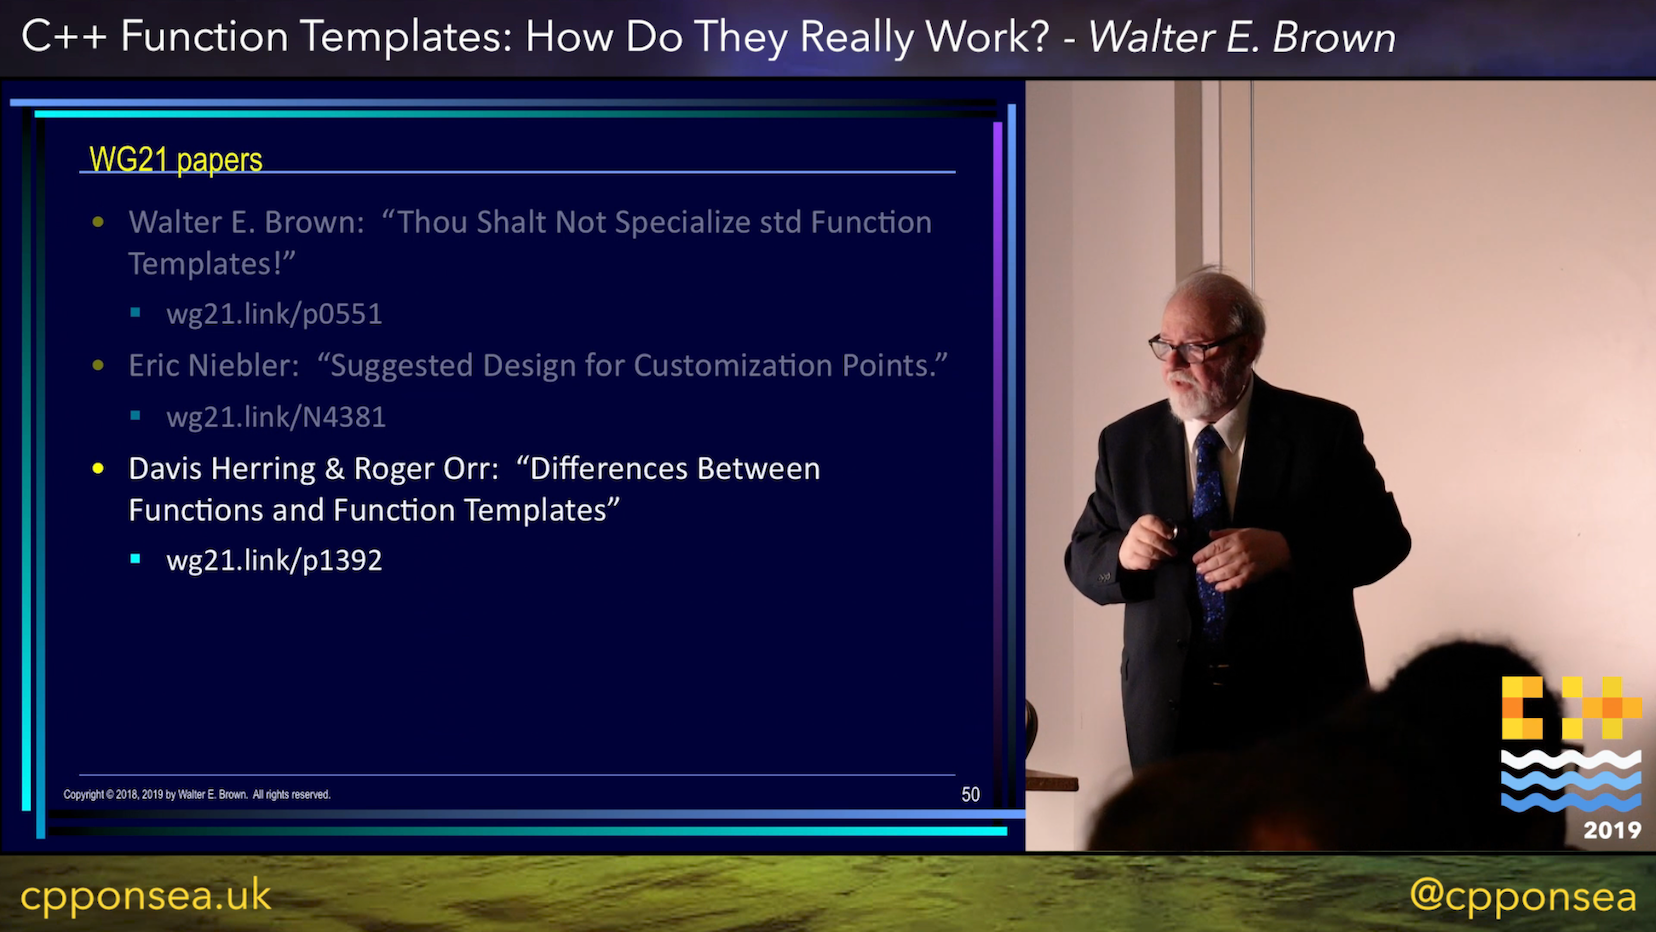 C++ Function Templates: How Do They Really Work? - Walter E. Brown
WG21 papers
• Walter E. Brown:  “Thou Shalt Not Specialize std Function
Templates!”
▪ wg21.link/p0551
• Eric Niebler:  “Suggested Design for Customization Points.”
▪ wg21.link/N4381
• Davis Herring & Roger Orr:  “Differences Between
Functions and Function Templates”
▪ wg21.link/p1392
Copyright © 2018, 2019 by Walter E. Brown.  All rights reserved.
50
C++
2019
cpponsea.uk
@cpponsea